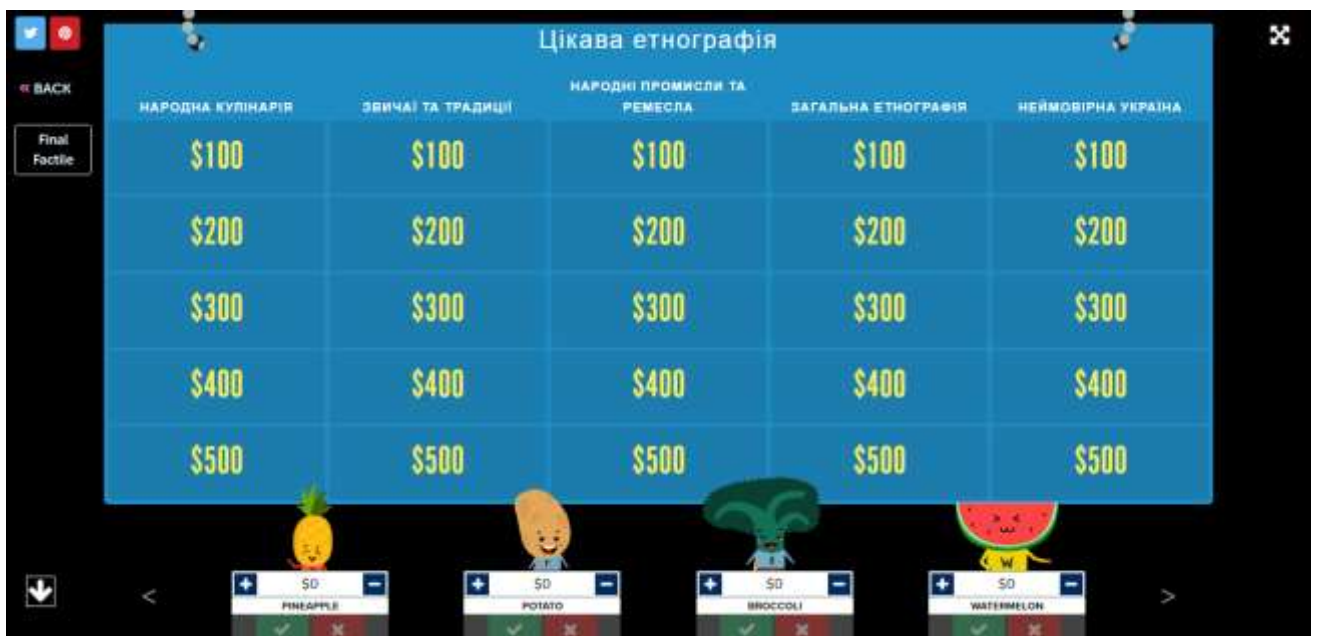 Цікава етнографія
« BACK
НАРОДНА КУЛІНАРІЯ
ЗВИЧАЇ ТА ТРАДИЦІЇ
НАРОДНІ ПРОМИСЛИ ТА
РЕМЕСЛА
ЗАГАЛЬНА ЕТНОГРАФІЯ
НЕЙМОВІРНА УКРАЇНА
Final
Factile
$100 $100 $100 $100 $100
$200 $200 $200 $200 $200
$300 $300 $300 $300 $300
$400 $400 $400 $400 $400
$500 $500 $500 $500 $500
W
< + $0 − + $0 − + $0 − + $0 − >
PINEAPPLE POTATO BROCCOLI WATERMELON